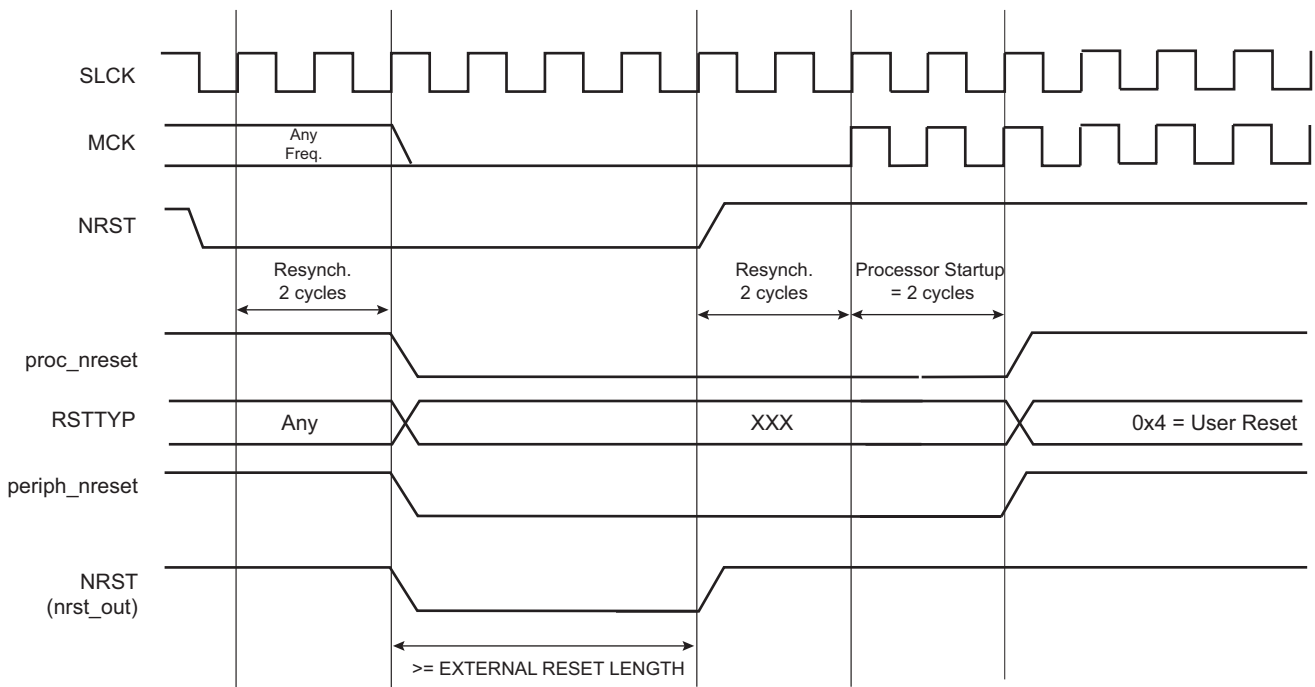 SLCK
MCK
Any
Freq.
NRST
Resynch.
2 cycles
Resynch.
2 cycles
Processor Startup
= 2 cycles
proc_nreset
RSTTYP
Any
XXX
0x4 = User Reset
periph_nreset
NRST
(nrst_out)
>= EXTERNAL RESET LENGTH